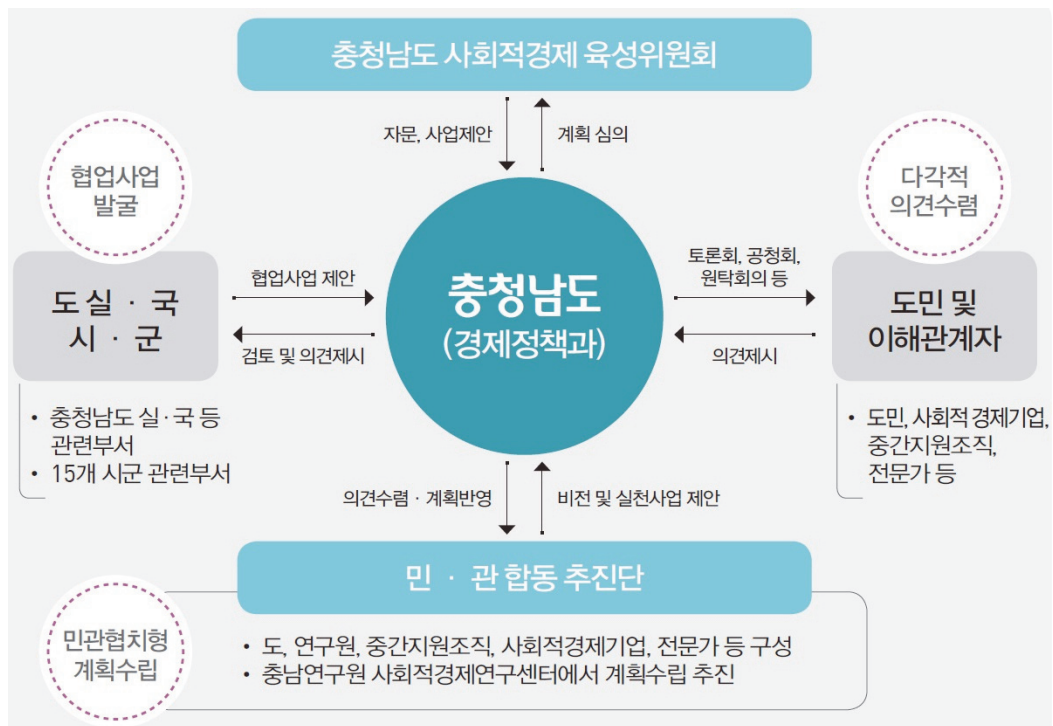 충청남도 사회적경제 육성위원회
자문, 사업제안
계획 심의
협업사업
발굴
다각적
의견수렴
도 실 · 국
시 · 군
협업사업 제안
검토 및 의견제시
충청남도
(경제정책과)
토론회, 공청회,
원탁회의 등
의견제시
도민 및
이해관계자
• 충청남도 실 · 국 등
관련부서
• 15개 시군 관련부서
• 도민, 사회적 경제기업,
중간지원조직,
전문가 등
의견수렴 · 계획반영
비전 및 실천사업 제안
민 · 관 합동 추진단
민관협치형
계획수립
• 도, 연구원, 중간지원조직, 사회적경제기업, 전문가 등 구성
• 충남연구원 사회적경제연구센터에서 계획수립 추진